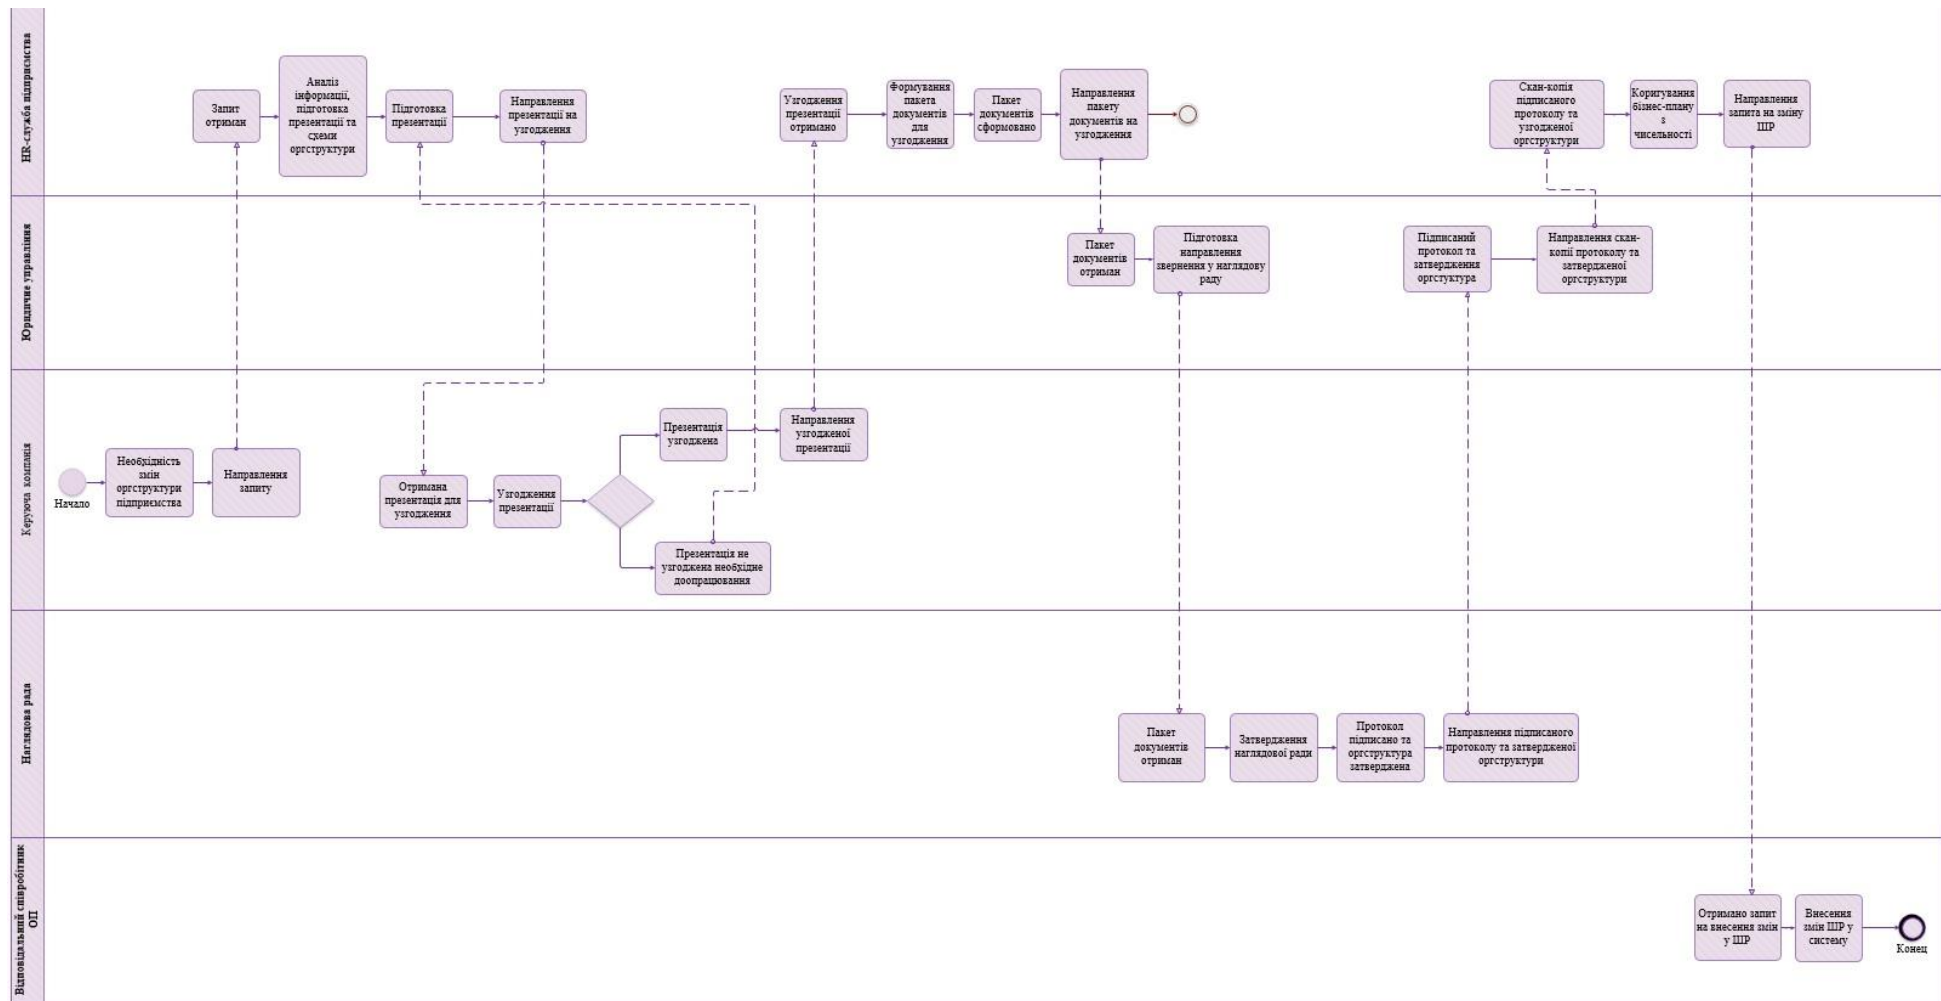 HR-служба підприємства
Запит
отриман
Аналіз
інформації,
підготовка
презентації та
схеми
оргструктури
Підготовка
презентації
Направлення
презентації на
узгодження
Узгодження
презентації
отримано
Формування
пакета
документів
для
узгодження
Пакет
документів
сформовано
Направлення
пакету
документів на
узгодження
Скан-копія
підписаного
протоколу та
узгодженої
оргструктури
Коригування
бізнес-плану
з
чисельності
Направлення
запита на зміну
ШР
Юридичне управління
Пакет
документів
отриман
Підготовка
направлення
звернення у наглядову
раду
Підписаний
протокол та
затвердження
оргстуктура
Направлення скан-
копії протоколу та
затвердженої
оргструктури
Керуюча компанія
Начало
Необхідність
змін
оргструктури
підприємства
Направлення
запиту
Отримана
презентація для
узгодження
Узгодження
презентації
Презентація
узгоджена
Презентація не
узгоджена необхідне
доопрацювання
Направлення
узгодженої
презентації
Наглядова рада
Пакет
документів
отриман
Затвердження
наглядової ради
Протокол
підписано та
оргструктура
затверджена
Направлення підписаного
протоколу та затвердженої
оргструктури
Відповідальний співробітник
ОП
Отримано запит
на внесення змін
у ШР
Внесення
змін ШР у
систему
Конец